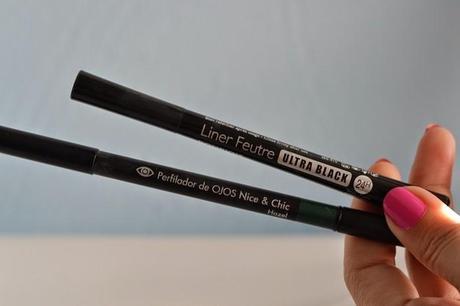 Liner Feutre ULTRA BLACK 24H
Perfilador de OJOS Nice & Chic
Hazel